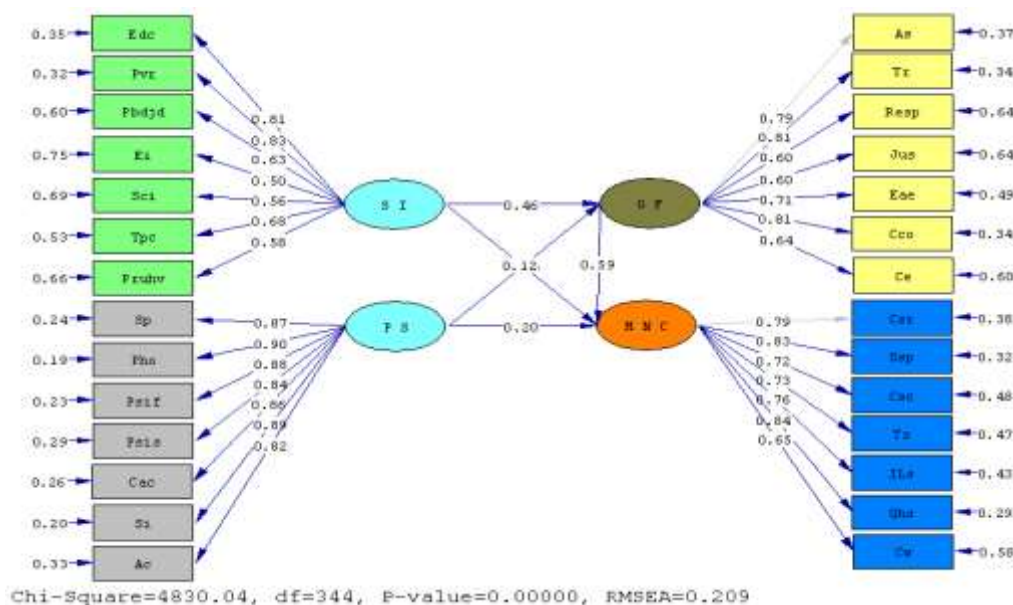 0.35 Edc
0.32 Pvr
0.60 Pbdjd
0.75 Ei
0.69 Sci
0.53 Tpc
0.66 Pruhv
0.24 Sp
0.19
0.23 Psif
0.29 Psis
0.26 Cac
0.20 Si
0.33 Ac
0.81
0.83
0.63
0.50
0.56
0.68
0.58
0.87
0.90
0.88
0.84
0.86
0.89
0.82
S I
P S
0.46
0.12
0.59
0.20
M N C
0.79
0.81
0.60
0.60
0.71
0.81
0.64
0.79
0.83
0.72
0.73
0.76
0.84
0.65
As 0.37
Tr 0.34
Resp 0.64
Jus 0.64
Eae 0.49
Cco 0.34
Ce 0.60
0.38
0.32
0.48
0.47
0.43
0.29
0.58
Chi-Square=4830.04, df=344, P-value=0.00000, RMSEA=0.209